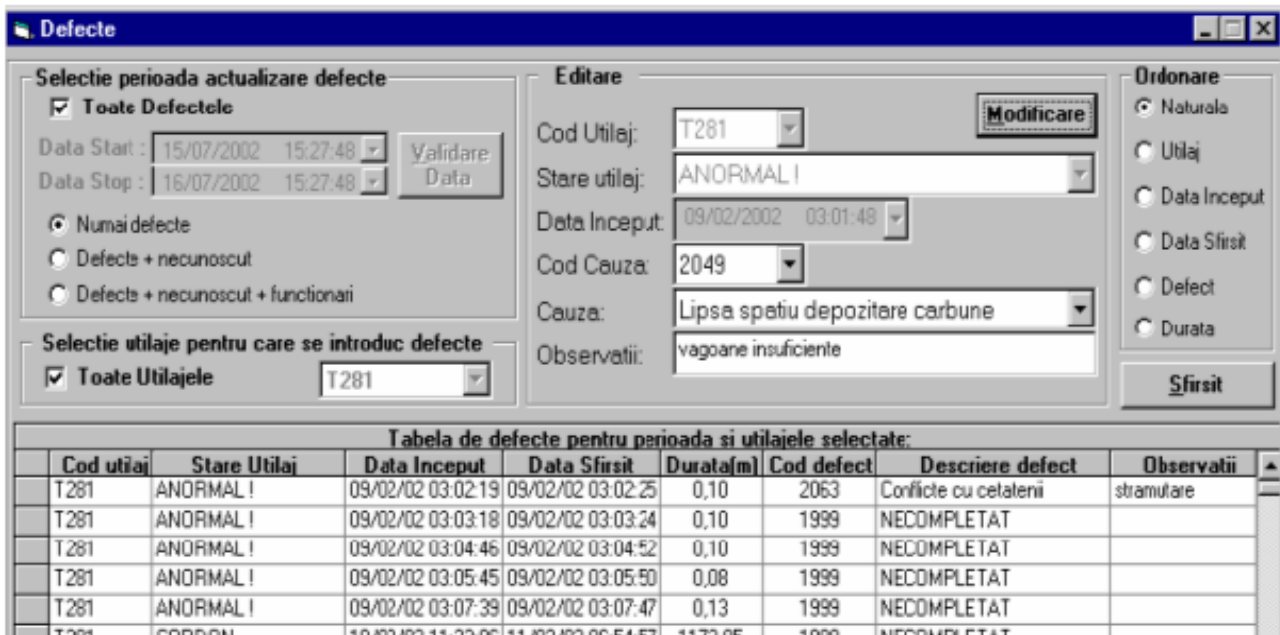 Defecte
Selectie perioada actualizare defecte
Toate Defectele
Data Start : 15/07/2002 15:27:48
Data Stop : 16/07/2002 15:27:48
Validare Data
Numai defecte
Defecte + necunoscut
Defecte + necunoscut + functionari
Selectie utilaje pentru care se introduc defecte
Toate Utilajele T281
Editare
Modificare
Cod Utilaj: T281
Stare utilaj: ANORMAL !
Data Inceput: 09/02/2002 03:01:48
Cod Cauza: 2049
Cauza: Lipsa spatiu depozitare carbune
Observatii: vagoane insuficiente
Ordonare
Naturala
Utilaj
Data Inceput
Data Sfirsit
Defect
Durata
Sfirsit
Tabela de defecte pentru perioada si utilajele selectate:
Cod utilaj Stare Utilaj Data Inceput Data Sfirsit Durata[m] Cod defect Descriere defect Observatii
T281 ANORMAL ! 09/02/02 03:02:19 09/02/02 03:02:25 0,10 2063 Conflicte cu cetatenii stramutare
T281 ANORMAL ! 09/02/02 03:03:18 09/02/02 03:03:24 0,10 1999 NECOMPLETAT
T281 ANORMAL ! 09/02/02 03:04:46 09/02/02 03:04:52 0,10 1999 NECOMPLETAT
T281 ANORMAL ! 09/02/02 03:05:45 09/02/02 03:05:50 0,08 1999 NECOMPLETAT
T281 ANORMAL ! 09/02/02 03:07:39 09/02/02 03:07:47 0,13 1999 NECOMPLETAT
T281 NECOMPLETAT